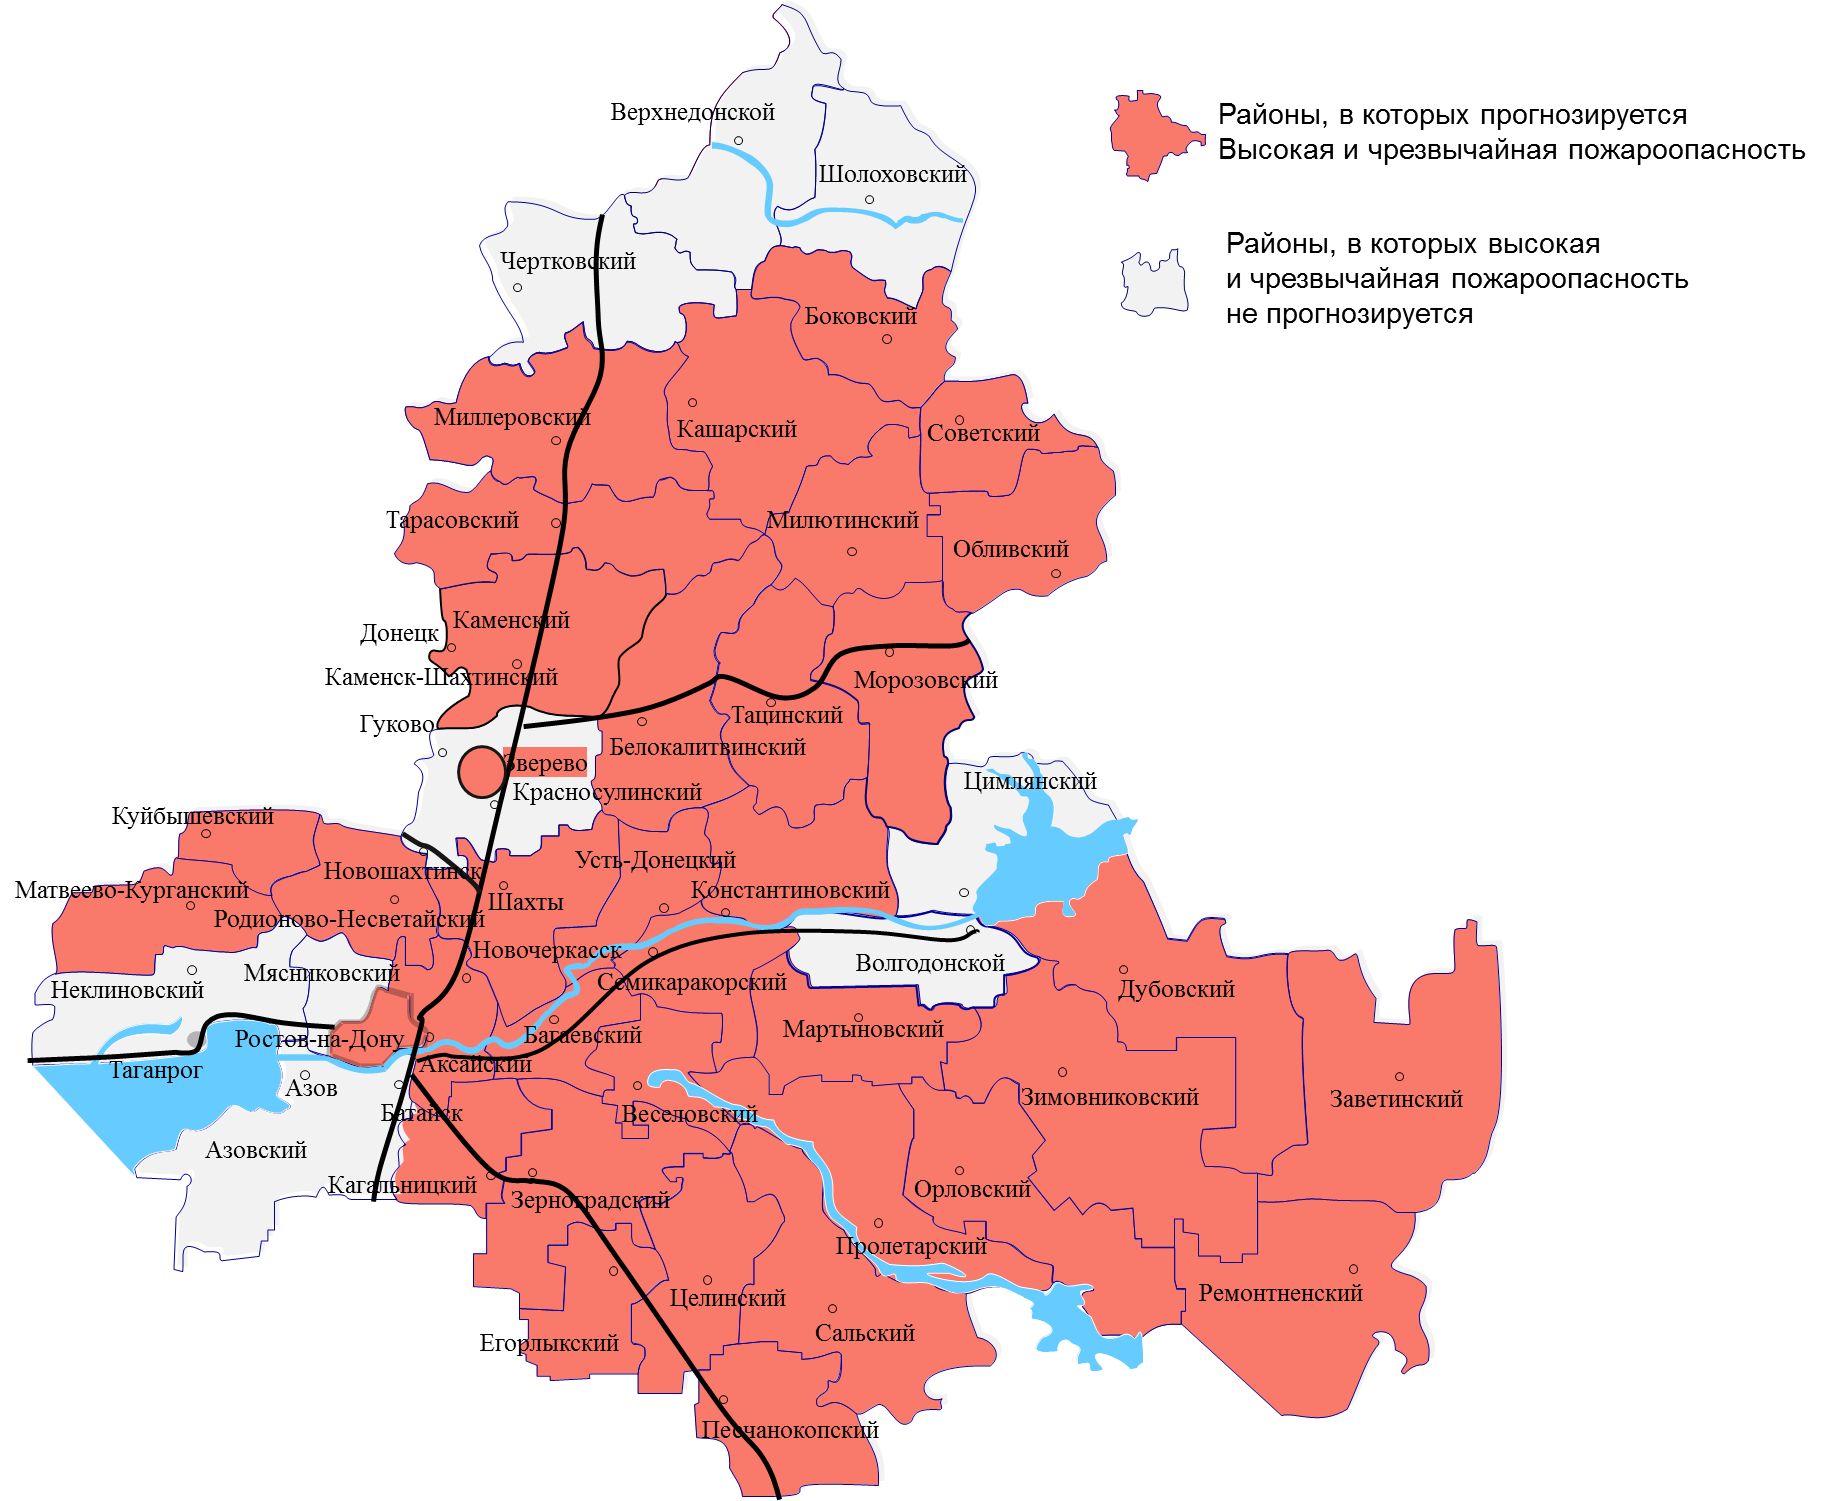 Районы, в которых прогнозируется
Высокая и чрезвычайная пожароопасность
Районы, в которых высокая
и чрезвычайная пожароопасность
не прогнозируется
Верхнедонской
Шолоховский
Чертковский
Боковский
Миллеровский
Кашарский
Советский
Тарасовский
Милютинский
Обливский
Каменский
Донецк
Каменск-Шахтинский
Морозовский
Гуково
Тацинский
Белокалитвинский
Зверево
Цимлянский
Красносулинский
Куйбышевский
Усть-Донецкий
Новошахтинск
Матвеево-Курганский
Константиновский
Шахты
Родионово-Несветайский
Новочеркасск
Волгодонской
Мясниковский
Семикаракорский
Неклиновский
Дубовский
Мартыновский
Багаевский
Ростов-на-Дону
Аксайский
Таганрог
Азов
Зимовниковский
Заветинский
Батайск
Веселовский
Азовский
Кагальницкий
Орловский
Зерноградский
Пролетарский
Ремонтненский
Целинский
Сальский
Егорлыкский
Песчанокопский